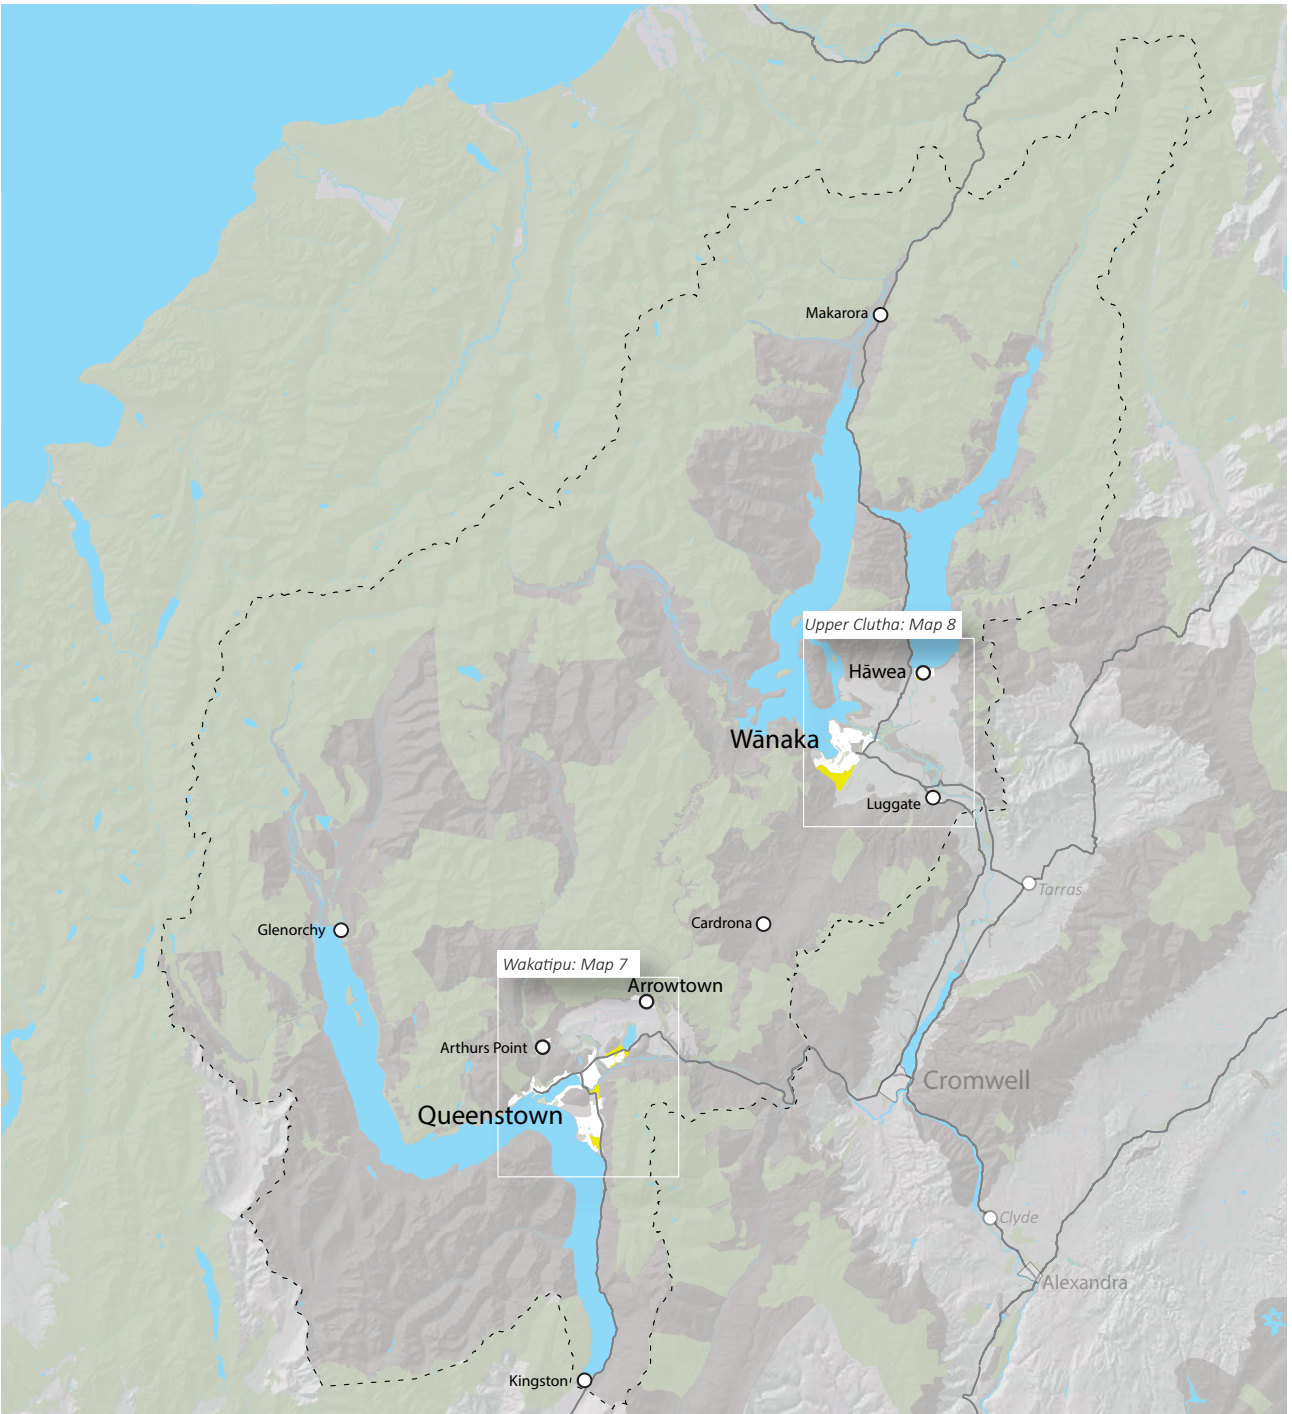 Makarora
Upper Clutha: Map 8
Hāwea
Wānaka
Luggate
Tarras
Cardrona
Glenorchy
Wakatipu: Map 7
Arrowtown
Arthurs Point
Cromwell
Queenstown
Clyde
Alexandra
Kingston